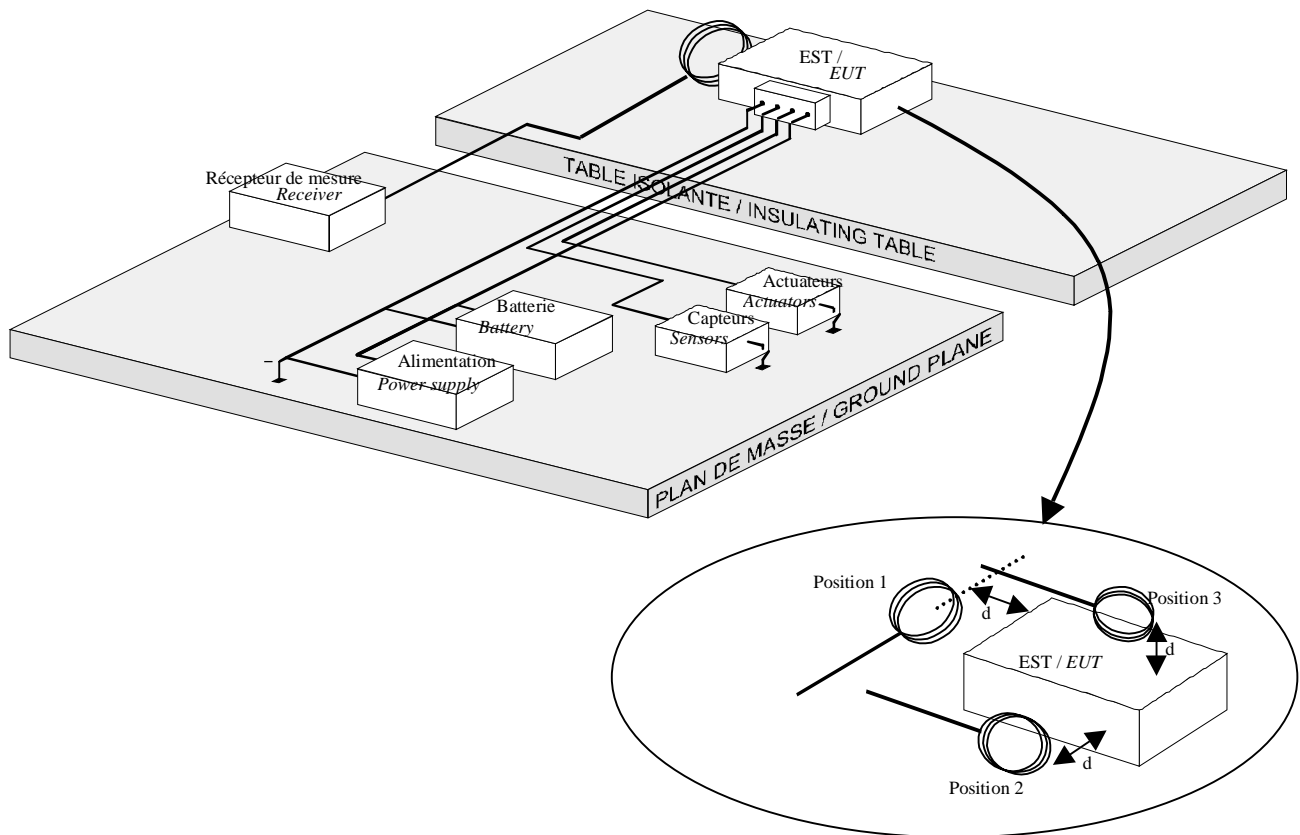 EST /
EUT
TABLE ISOLANTE / INSULATING TABLE
Récepteur de mesure
Receiver
Actuateurs
Actuators
Batterie
Battery
Capteurs
Sensors
–
Alimentation
Power supply
PLAN DE MASSE / GROUND PLANE
Position 1
Position 3
d
d
EST / EUT
d
Position 2